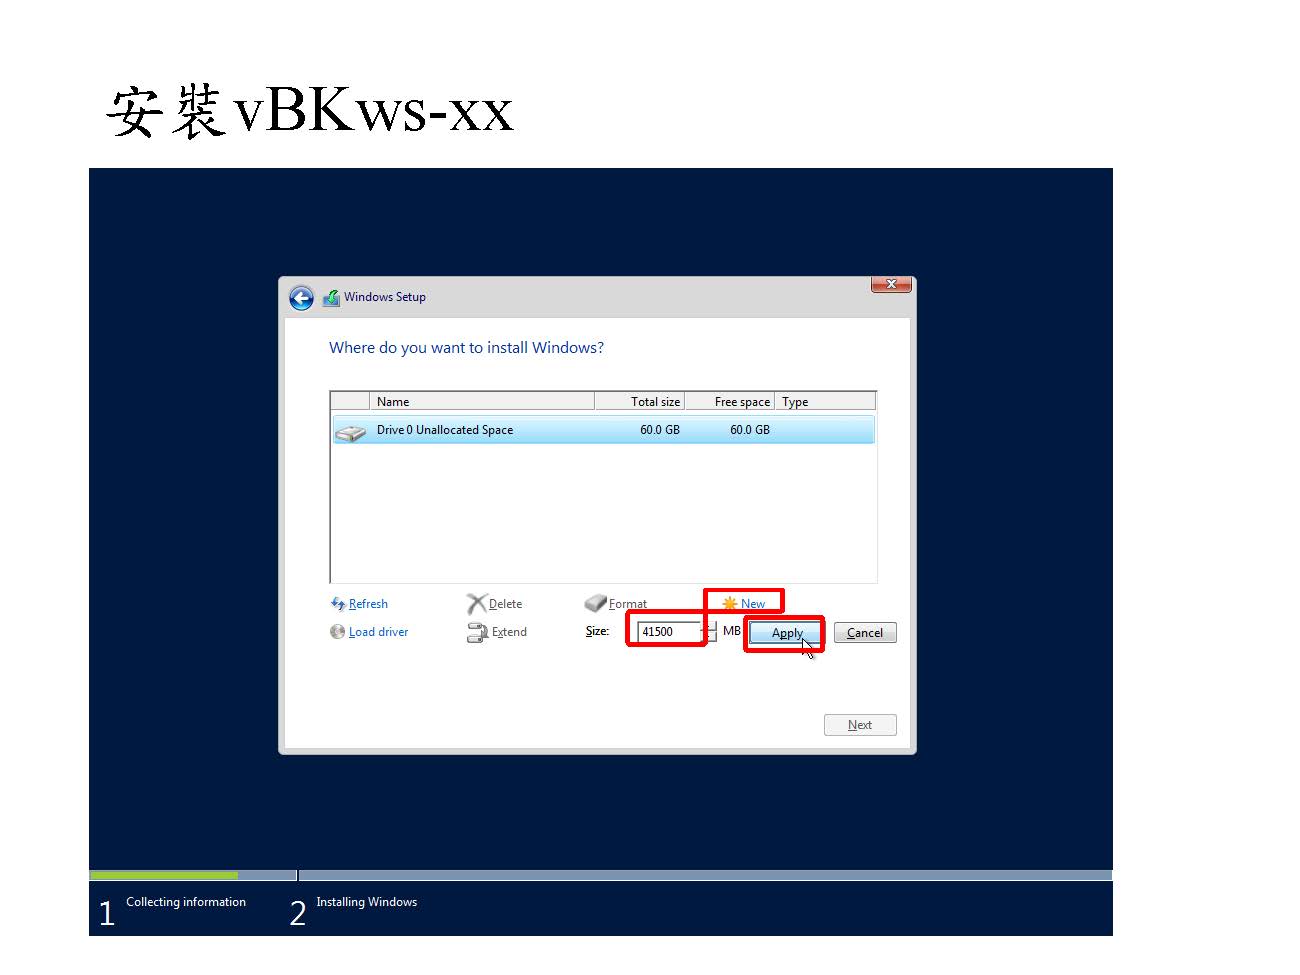 安裝vBKws-xx
Windows Setup
Where do you want to install Windows?
Name Total size Free space Type
Drive 0 Unallocated Space 60.0 GB 60.0 GB
Refresh Delete Format New
Load driver Extend Size: 41500 MB Apply Cancel
Next
1 Collecting information 2 Installing Windows